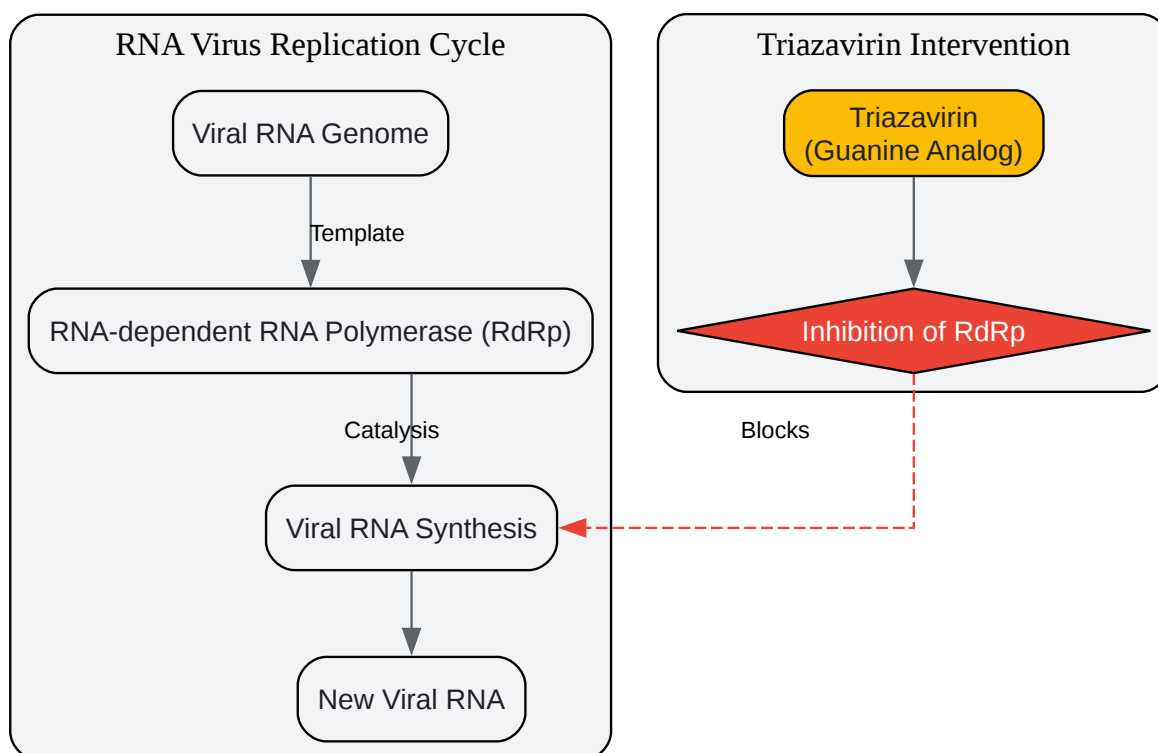 RNA Virus Replication Cycle
Viral RNA Genome
Template
RNA-dependent RNA Polymerase (RdRp)
Catalysis
Viral RNA Synthesis
New Viral RNA
Triazavirin Intervention
Triazavirin
(Guanine Analog)
Inhibition of RdRp
Blocks